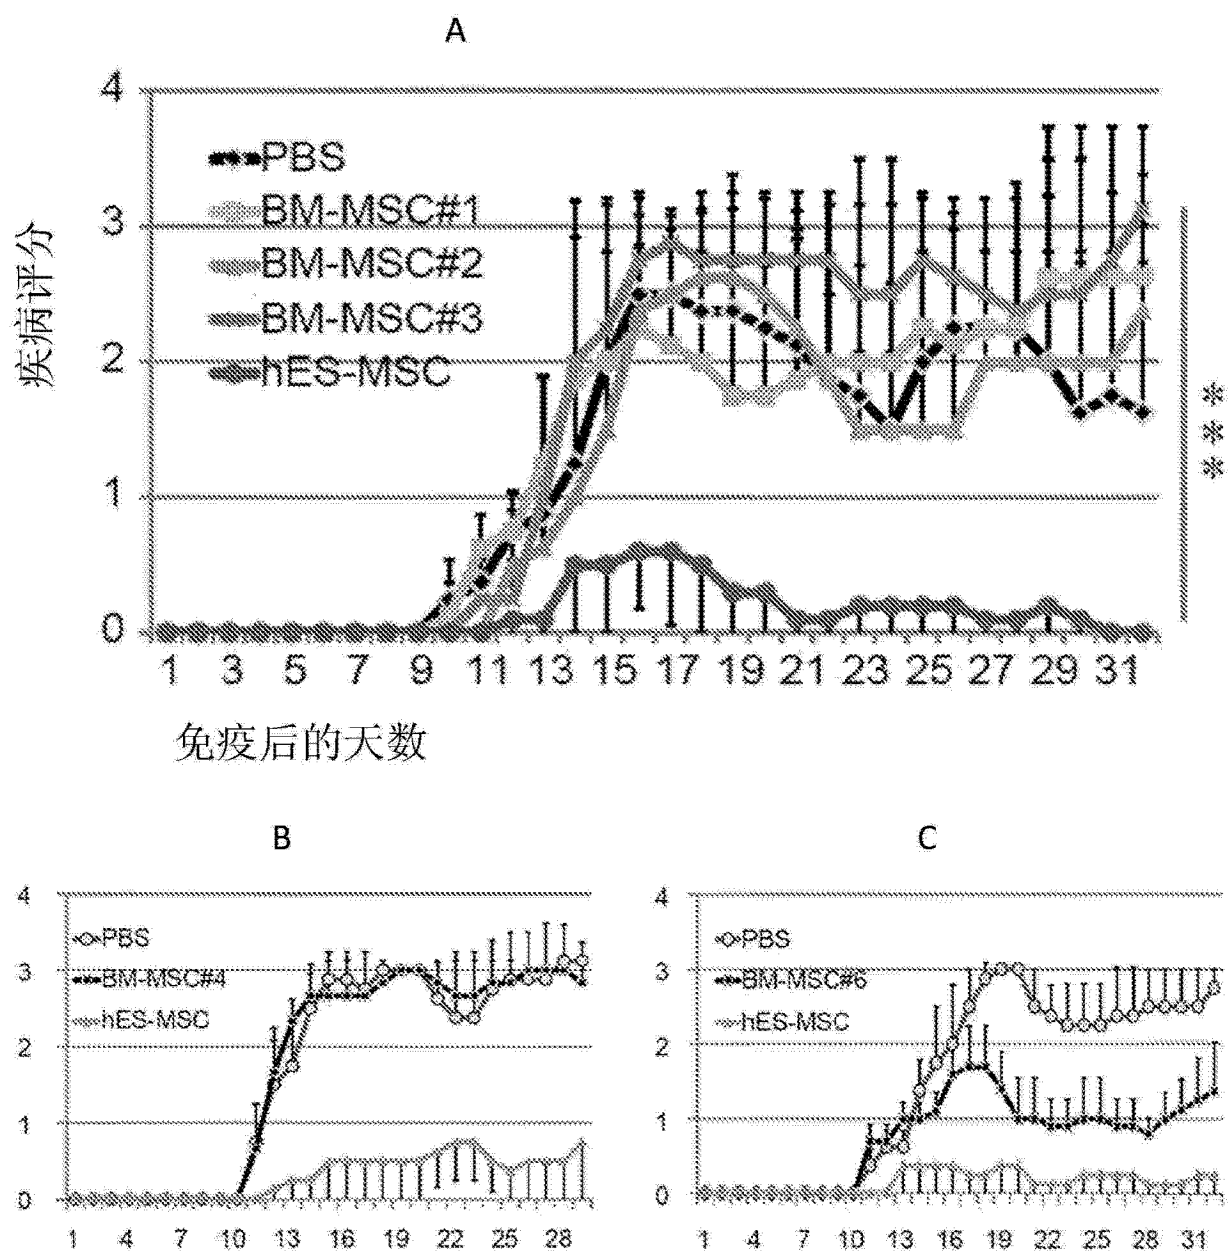 A
4
3
2
1
0
PBS
BM-MSC#1
BM-MSC#2
BM-MSC#3
hES-MSC
疾病评分
***
1 3 5 7 9 11 13 15 17 19 21 23 25 27 29 31
免疫后的天数
B
4
3
2
1
0
PBS
BM-MSC#4
hES-MSC
1 4 7 10 13 16 19 22 25 28
C
4
3
2
1
0
PBS
BM-MSC#6
hES-MSC
1 4 7 10 13 16 19 22 25 28 31